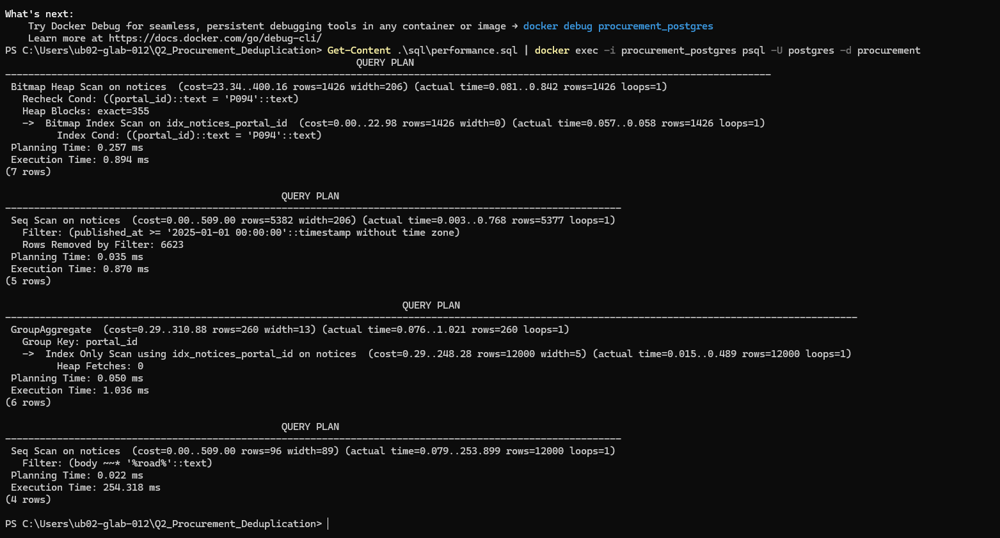 What's next:
    Try Docker Debug for seamless, persistent debugging tools in any container or image → docker debug procurement_postgres
    Learn more at https://docs.docker.com/go/debug-cli/
PS C:\Users\ub02-glab-012\Q2_Procurement_Deduplication> Get-Content .\sql\performance.sql | docker exec -i procurement_postgres psql -U postgres -d procurement
QUERY PLAN
-------------------------------------------------------------------------------------------------------------------------------------
 Bitmap Heap Scan on notices  (cost=23.34..400.16 rows=1426 width=206) (actual time=0.081..0.842 rows=1426 loops=1)
   Recheck Cond: ((portal_id)::text = 'P094'::text)
   Heap Blocks: exact=355
   ->  Bitmap Index Scan on idx_notices_portal_id  (cost=0.00..22.98 rows=1426 width=0) (actual time=0.057..0.058 rows=1426 loops=1)
         Index Cond: ((portal_id)::text = 'P094'::text)
 Planning Time: 0.257 ms
 Execution Time: 0.894 ms
(7 rows)
QUERY PLAN
-----------------------------------------------------------------------------------------------------------
 Seq Scan on notices  (cost=0.00..509.00 rows=5382 width=206) (actual time=0.003..0.768 rows=5377 loops=1)
   Filter: (published_at >= '2025-01-01 00:00:00'::timestamp without time zone)
   Rows Removed by Filter: 6623
 Planning Time: 0.035 ms
 Execution Time: 0.870 ms
(5 rows)
QUERY PLAN
----------------------------------------------------------------------------------------------------------------------------------------------------
 GroupAggregate  (cost=0.29..310.88 rows=260 width=13) (actual time=0.076..1.021 rows=260 loops=1)
   Group Key: portal_id
   ->  Index Only Scan using idx_notices_portal_id on notices  (cost=0.29..248.28 rows=12000 width=5) (actual time=0.015..0.489 rows=12000 loops=1)
         Heap Fetches: 0
 Planning Time: 0.050 ms
 Execution Time: 1.036 ms
(6 rows)
QUERY PLAN
-----------------------------------------------------------------------------------------------------------
 Seq Scan on notices  (cost=0.00..509.00 rows=96 width=89) (actual time=0.079..253.899 rows=12000 loops=1)
   Filter: (body ~~* '%road%'::text)
 Planning Time: 0.022 ms
 Execution Time: 254.318 ms
(4 rows)
PS C:\Users\ub02-glab-012\Q2_Procurement_Deduplication>